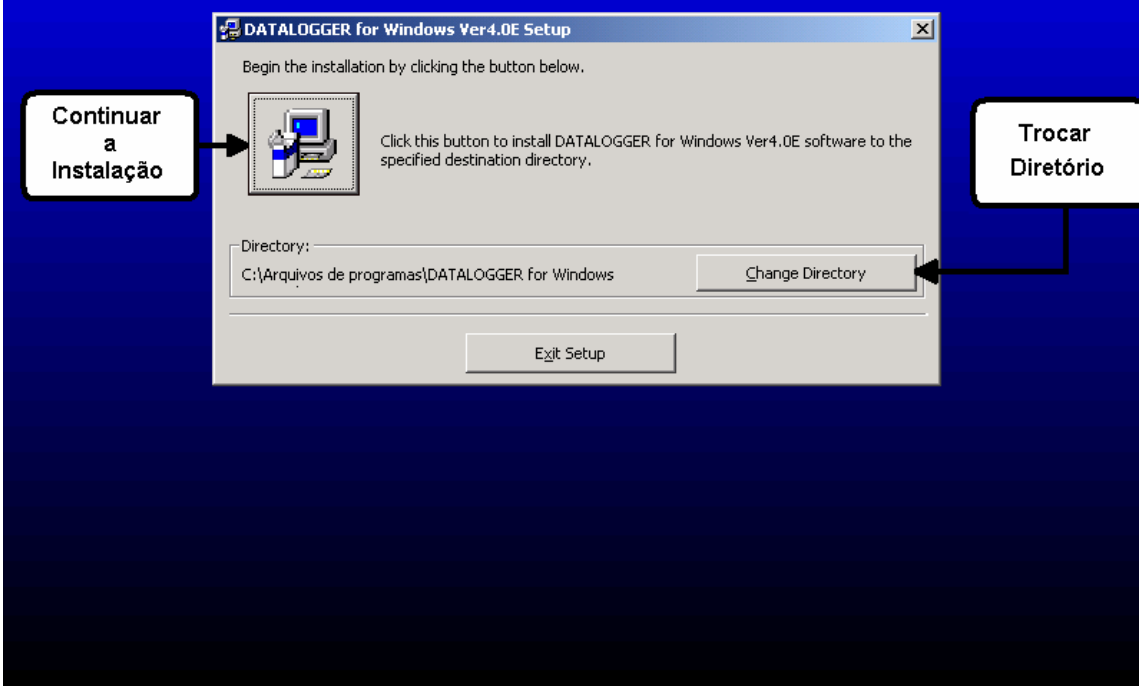 DATALOGGER for Windows Ver4.0E Setup
Begin the installation by clicking the button below.
Continuar
a
Instalação
Click this button to install DATALOGGER for Windows Ver4.0E software to the
specified destination directory.
Trocar
Diretório
Directory:
C:\Arquivos de programas\DATALOGGER for Windows
Change Directory
Exit Setup